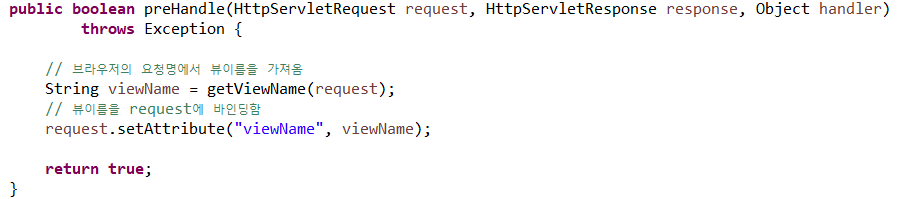 public boolean preHandle(HttpServletRequest request, HttpServletResponse response, Object handler)
throws Exception {
// 브라우저의 요청명에서 뷰이름을 가져옴
String viewName = getViewName(request);
// 뷰이름을 request에 바인딩함
request.setAttribute("viewName", viewName);
return true;
}